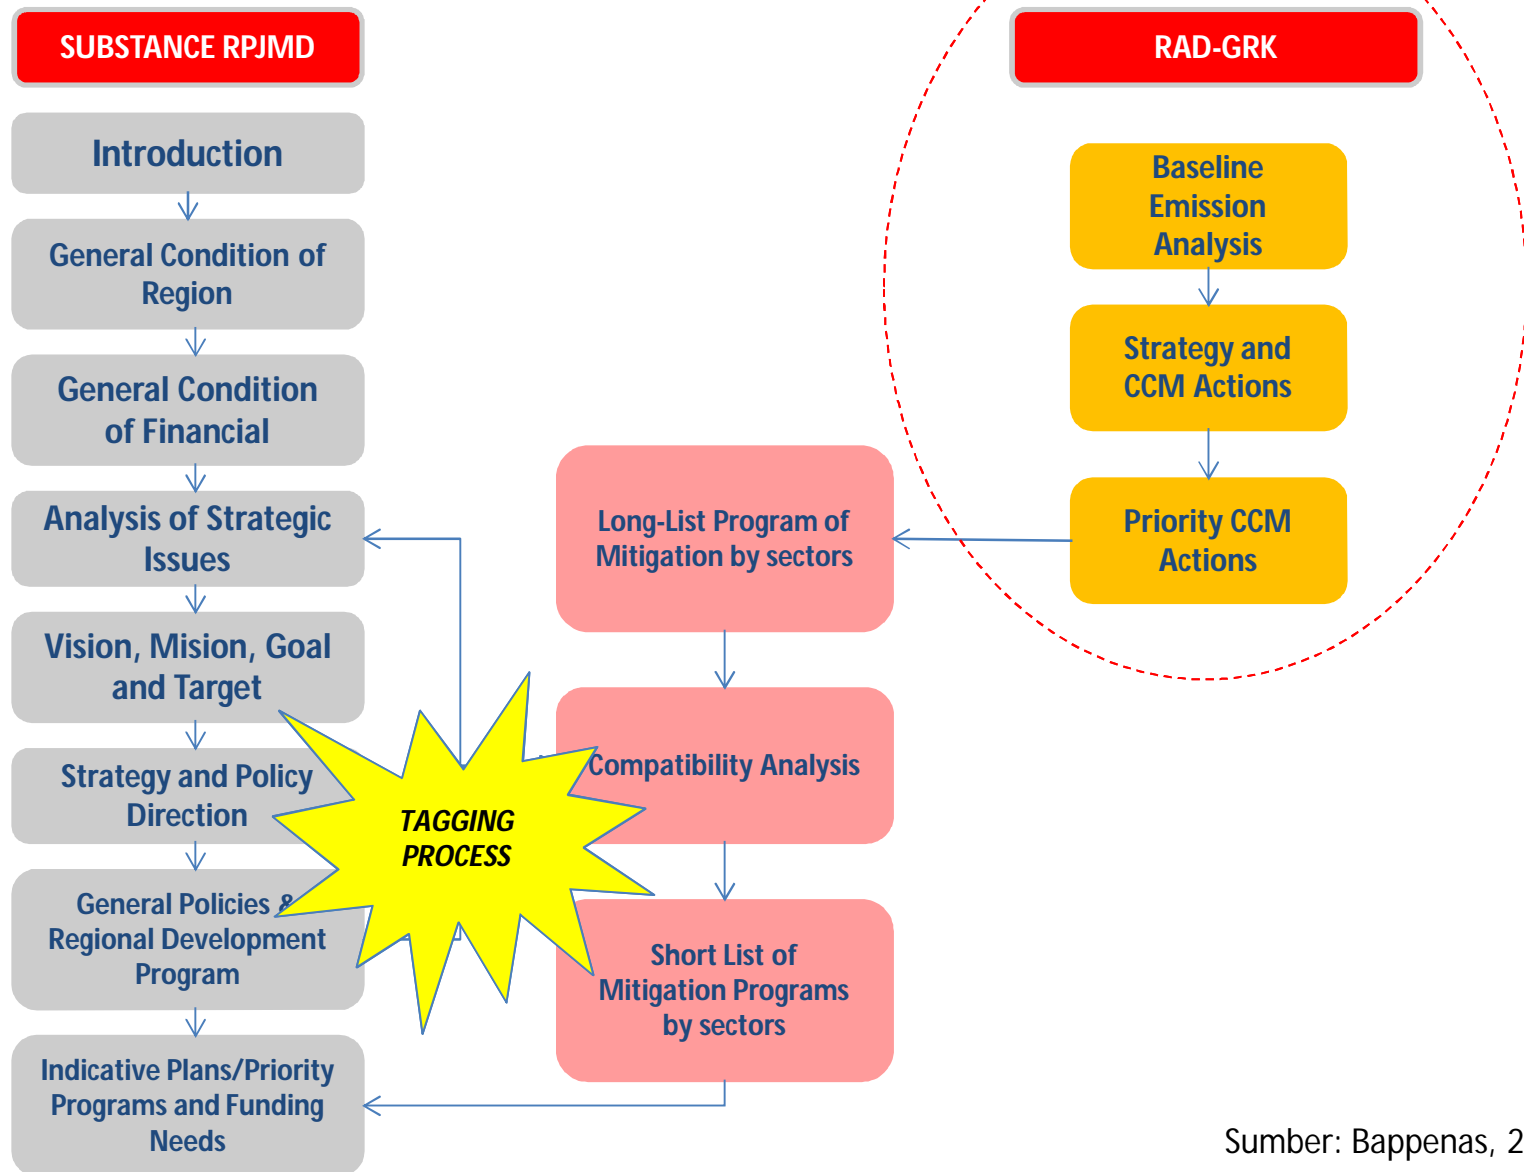 SUBSTANCE RPJMD
Introduction
General Condition of
Region
General Condition
of Financial
Analysis of Strategic
Issues
Vision, Mision, Goal
and Target
Strategy and Policy
Direction
General Policies &
Regional Development
Program
Indicative Plans/Priority
Programs and Funding
Needs
TAGGING
PROCESS
Long-List Program of
Mitigation by sectors
Compatibility Analysis
Short List of
Mitigation Programs
by sectors
RAD-GRK
Baseline
Emission
Analysis
Strategy and
CCM Actions
Priority CCM
Actions
Sumber: Bappenas, 2